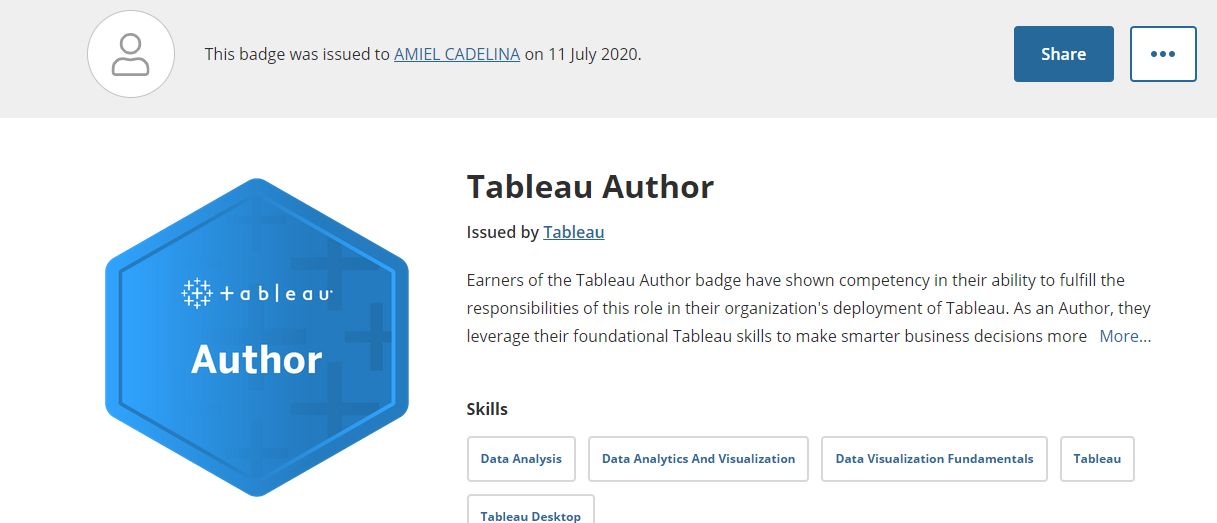 This badge was issued to AMIEL CADELINA on 11 July 2020.
Share
Tableau Author
Issued by Tableau
Earners of the Tableau Author badge have shown competency in their ability to fulfill the
responsibilities of this role in their organization's deployment of Tableau. As an Author, they
leverage their foundational Tableau skills to make smarter business decisions more More...
+ a b | e a u
Author
Skills
Data Analysis
Data Analytics And Visualization
Data Visualization Fundamentals
Tableau
Tableau Desktop